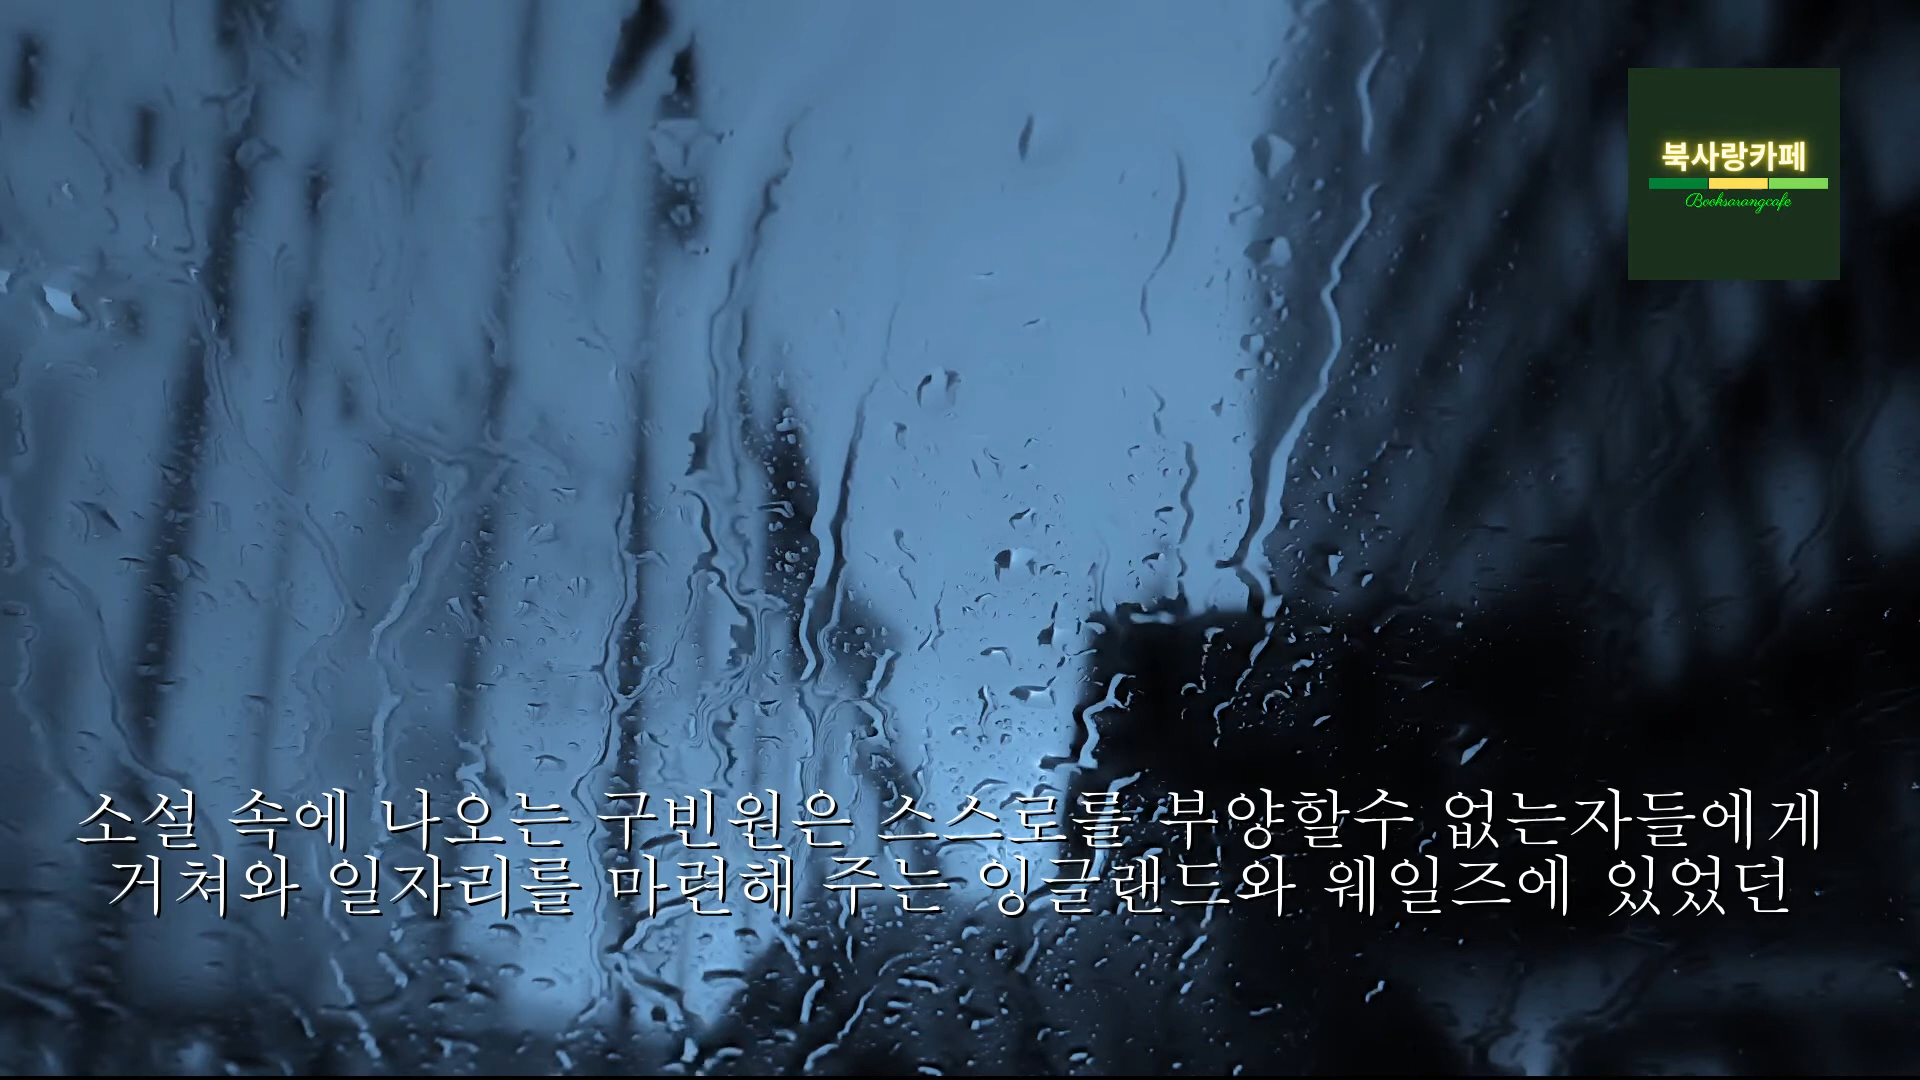 북사랑카페
Booksarangcafe
소설 속에 나오는 구빈원은 스스로를 부양할수 없는자들에게
거쳐와 일자리를 마련해 주는 잉글랜드와 웨일즈에 있었던